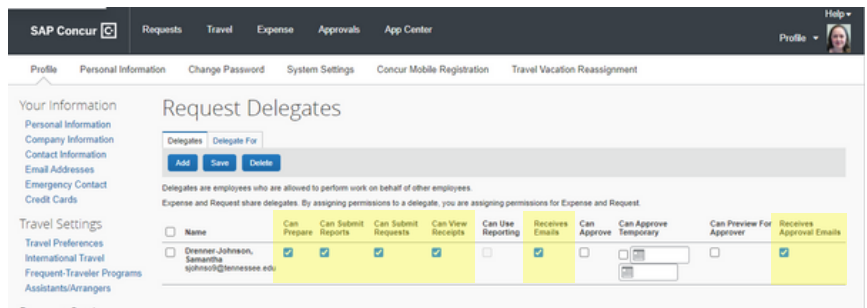 Help
SAP Concur C
Requests Travel Expense Approvals App Center
Profile
Profile Personal Information Change Password System Settings Concur Mobile Registration Travel Vacation Reassignment
Your Information
Personal Information
Company Information
Contact Information
Email Addresses
Emergency Contact
Credit Cards
Travel Settings
Travel Preferences
International Travel
Frequent-Traveler Programs
Assistants/Arrangers
Request Delegates
Delegates Delegate For
Add Save Delete
Delegates are employees who are allowed to perform work on behalf of other employees.
Expense and Request share delegates. By assigning permissions to a delegate, you are assigning permissions for Expense and Request.
Name
Can Prepare
Can Submit Reports
Can Submit Requests
Can View Receipts
Can Use Reporting
Receives Emails
Can Approve
Can Approve Temporary
Can Preview For Approver
Receives Approval Emails
Drenner-Johnson,
Samantha
sjohnso9@tennessee.edu